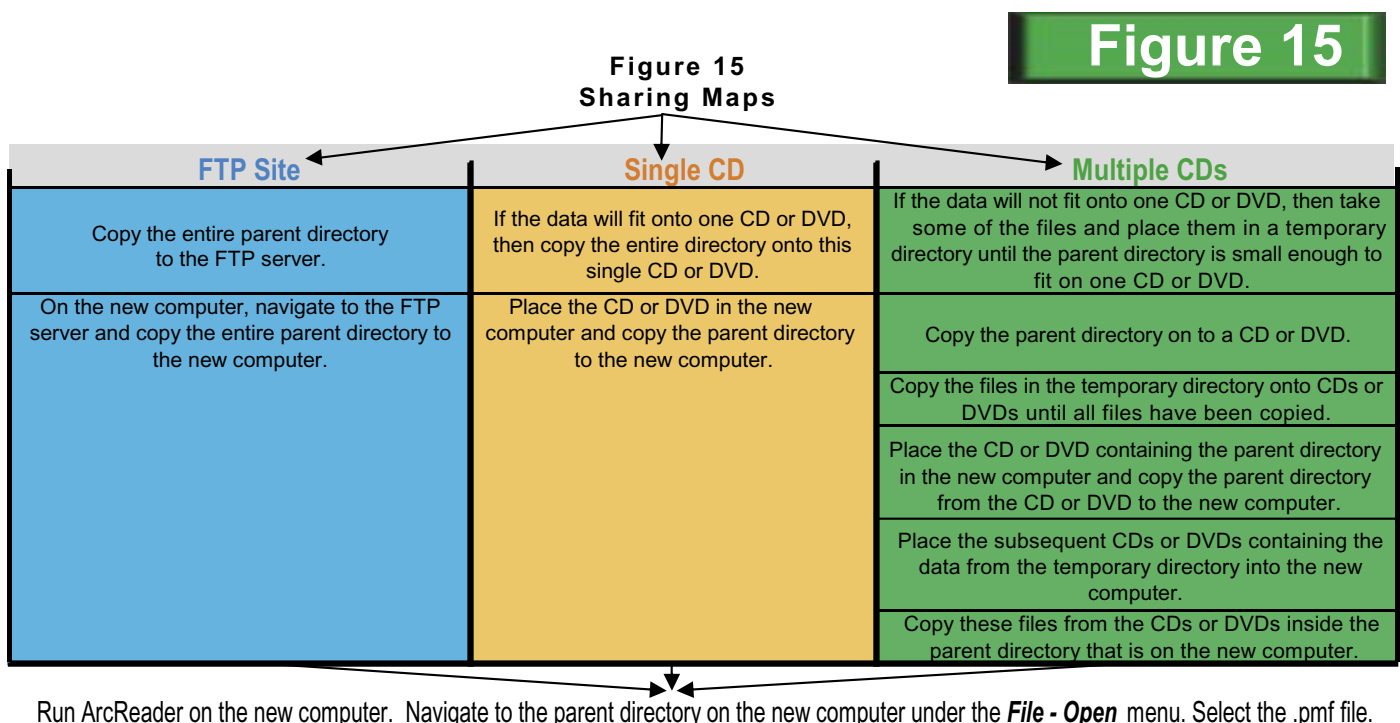 Figure 15
Figure 15
Sharing Maps
FTP Site
Copy the entire parent directory
to the FTP server.
On the new computer, navigate to the FTP
server and copy the entire parent directory to
the new computer.
Single CD
If the data will fit onto one CD or DVD,
then copy the entire directory onto this
single CD or DVD.
Place the CD or DVD in the new
computer and copy the parent directory
to the new computer.
Multiple CDs
If the data will not fit onto one CD or DVD, then take
some of the files and place them in a temporary
directory until the parent directory is small enough to
fit on one CD or DVD.
Copy the parent directory on to a CD or DVD.
Copy the files in the temporary directory onto CDs or
DVDs until all files have been copied.
Place the CD or DVD containing the parent directory
in the new computer and copy the parent directory
from the CD or DVD to the new computer.
Place the subsequent CDs or DVDs containing the
data from the temporary directory into the new
computer.
Copy these files from the CDs or DVDs inside the
parent directory that is on the new computer.
Run ArcReader on the new computer. Navigate to the parent directory on the new computer under the File - Open menu. Select the .pmf file.